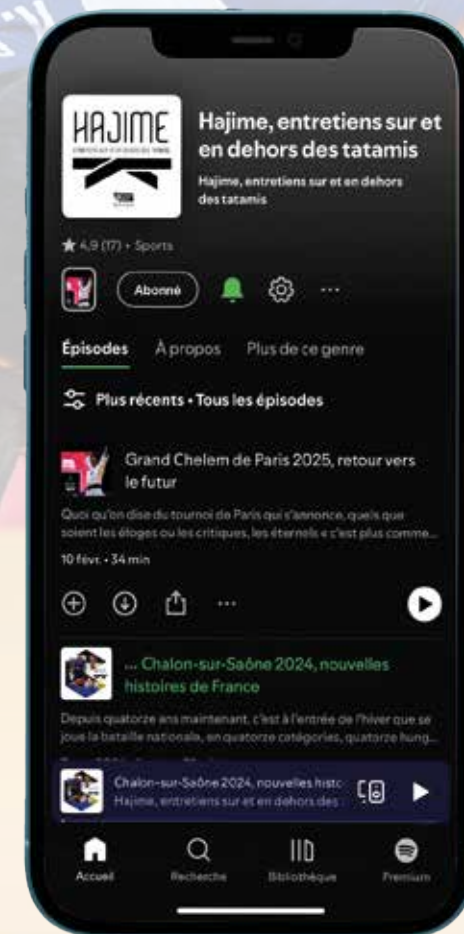 HAJIME
Hajime, entretiens sur et
en dehors des tatamis
Hajime, entretiens sur et en dehors
des tatamis
4,9 (17) • Sports
Abonné
Épisodes À propos Plus de ce genre
Plus récents • Tous les épisodes
Grand Chelem de Paris 2025, retour vers
le futur
Quoi qu'on dise du tournoi de Paris qui s'annonce, quels que
soient les éloges ou les critiques, les éternels « c'est plus comme...
10 févr. • 34 min
... Chalon-sur-Saône 2024, nouvelles
histoires de France
Depuis quatorze ans maintenant, c'est à l'entrée de l'hiver que se
joue la bataille nationale, en quatorze catégories, quatorze hung...
Chalon-sur-Saône 2024, nouvelles histo
Hajime, entretiens sur et en dehors des
Accueil Recherche Bibliothèque Premium